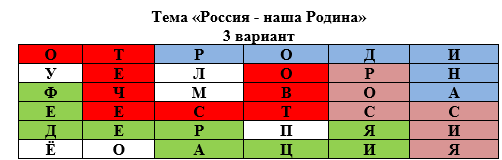 Тема «Россия - наша Родина»
3 вариант
О Т Р О Д И
У Е Л О Р Н
Ф Ч М В О А
Е Е С Т С С
Д Е Р П Я И
Ё О А Ц И Я